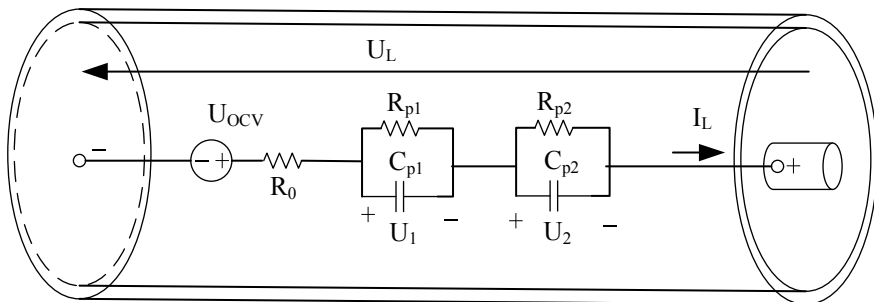 U_L
U_OCV
R_p1
R_p2
I_L
−
− +
+
C_p1
C_p2
R_0
+
−
+
−
U_1
U_2